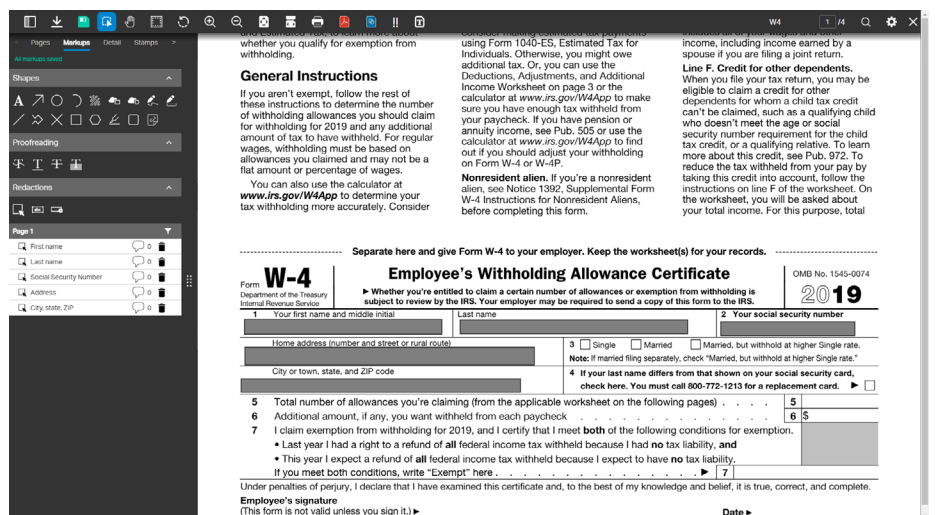 W4
1 /4
Pages Markups Detail Stamps >
All markups saved
Shapes
A
Proofreading
T T T
Redactions
Page 1
First name 0
Last name 0
Social Security Number 0
Address 0
City, state, ZIP 0
and Estimated Tax, to learn more about
whether you qualify for exemption from
withholding.
General Instructions
If you aren't exempt, follow the rest of
these instructions to determine the number
of withholding allowances you should claim
for withholding for 2019 and any additional
amount of tax to have withheld. For regular
wages, withholding must be based on
allowances you claimed and may not be a
flat amount or percentage of wages.
You can also use the calculator at
www.irs.gov/W4App to determine your
tax withholding more accurately. Consider
consider making estimated tax payments
using Form 1040-ES, Estimated Tax for
Individuals. Otherwise, you might owe
additional tax. Or, you can use the
Deductions, Adjustments, and Additional
Income Worksheet on page 3 or the
calculator at www.irs.gov/W4App to make
sure you have enough tax withheld from
your paycheck. If you have pension or
annuity income, see Pub. 505 or use the
calculator at www.irs.gov/W4App to find
out if you should adjust your withholding
on Form W-4 or W-4P.
Nonresident alien. If you're a nonresident
alien, see Notice 1392, Supplemental Form
W-4 Instructions for Nonresident Aliens,
before completing this form.
income, including income earned by a
spouse if you are filing a joint return.
Line F. Credit for other dependents.
When you file your tax return, you may be
eligible to claim a credit for other
dependents for whom a child tax credit
can't be claimed, such as a qualifying child
who doesn't meet the age or social
security number requirement for the child
tax credit, or a qualifying relative. To learn
more about this credit, see Pub. 972. To
reduce the tax withheld from your pay by
taking this credit into account, follow the
instructions on line F of the worksheet. On
the worksheet, you will be asked about
your total income. For this purpose, total
Separate here and give Form W-4 to your employer. Keep the worksheet(s) for your records.
Form W-4
Department of the Treasury
Internal Revenue Service
Employee's Withholding Allowance Certificate
▶ Whether you're entitled to claim a certain number of allowances or exemption from withholding is
subject to review by the IRS. Your employer may be required to send a copy of this form to the IRS.
OMB No. 1545-0074
2019
1 Your first name and middle initial
Last name
2 Your social security number
Home address (number and street or rural route)
3 Single Married Married, but withhold at higher Single rate.
Note: If married filing separately, check "Married, but withhold at higher Single rate."
City or town, state, and ZIP code
4 If your last name differs from that shown on your social security card,
check here. You must call 800-772-1213 for a replacement card. ▶
5 Total number of allowances you're claiming (from the applicable worksheet on the following pages) . . . . 5
6 Additional amount, if any, you want withheld from each paycheck . . . . . . . . . . . . . . 6 $
7 I claim exemption from withholding for 2019, and I certify that I meet both of the following conditions for exemption.
• Last year I had a right to a refund of all federal income tax withheld because I had no tax liability, and
• This year I expect a refund of all federal income tax withheld because I expect to have no tax liability.
If you meet both conditions, write "Exempt" here . . . . . . . . . . . . . . . ▶ 7
Under penalties of perjury, I declare that I have examined this certificate and, to the best of my knowledge and belief, it is true, correct, and complete.
Employee's signature
(This form is not valid unless you sign it.) ▶
Date ▶